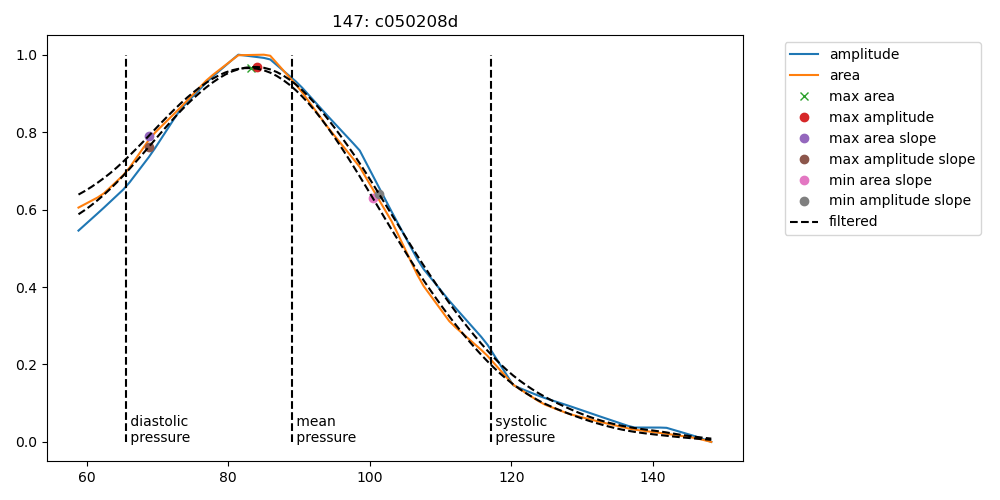 147: c050208d
1.0
0.8
0.6
0.4
0.2
0.0
60
80
100
120
140
diastolic
pressure
mean
pressure
systolic
pressure
amplitude
area
max area
max amplitude
max area slope
max amplitude slope
min area slope
min amplitude slope
filtered